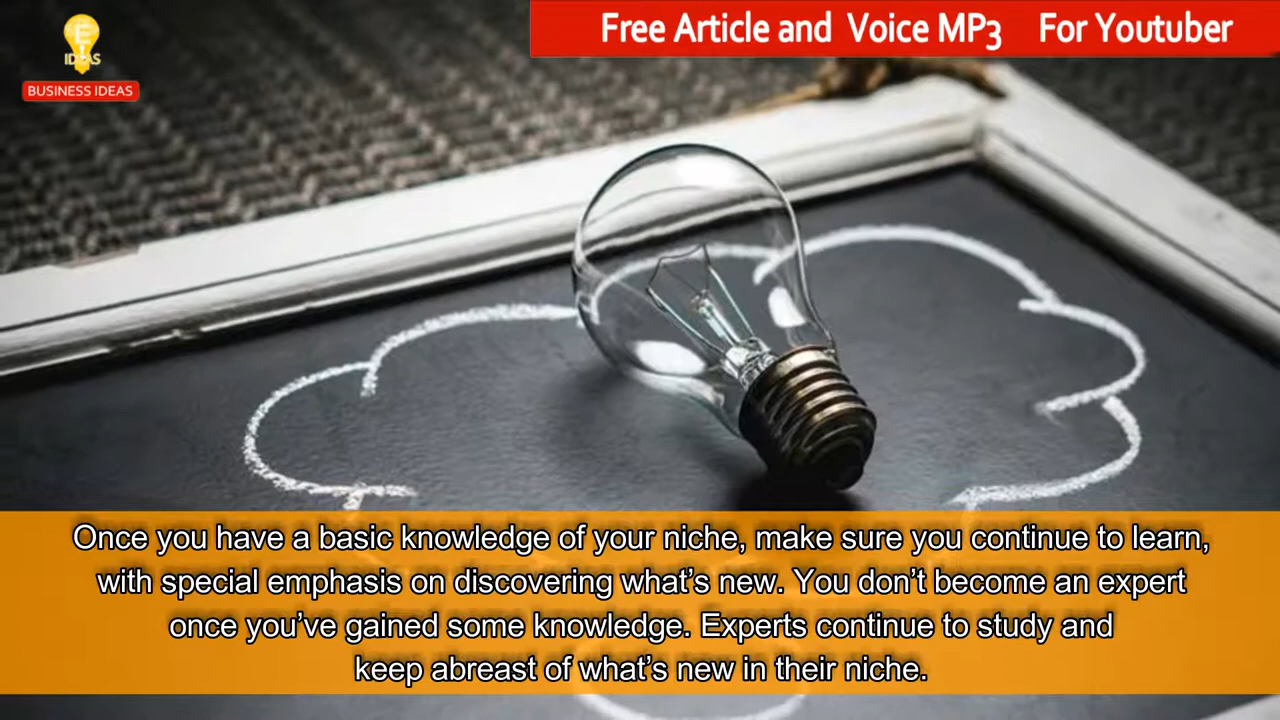 Free Article and Voice MP3 For Youtuber
E
IDEAS
BUSINESS IDEAS
Once you have a basic knowledge of your niche, make sure you continue to learn,
with special emphasis on discovering what's new. You don't become an expert
once you've gained some knowledge. Experts continue to study and
keep abreast of what's new in their niche.